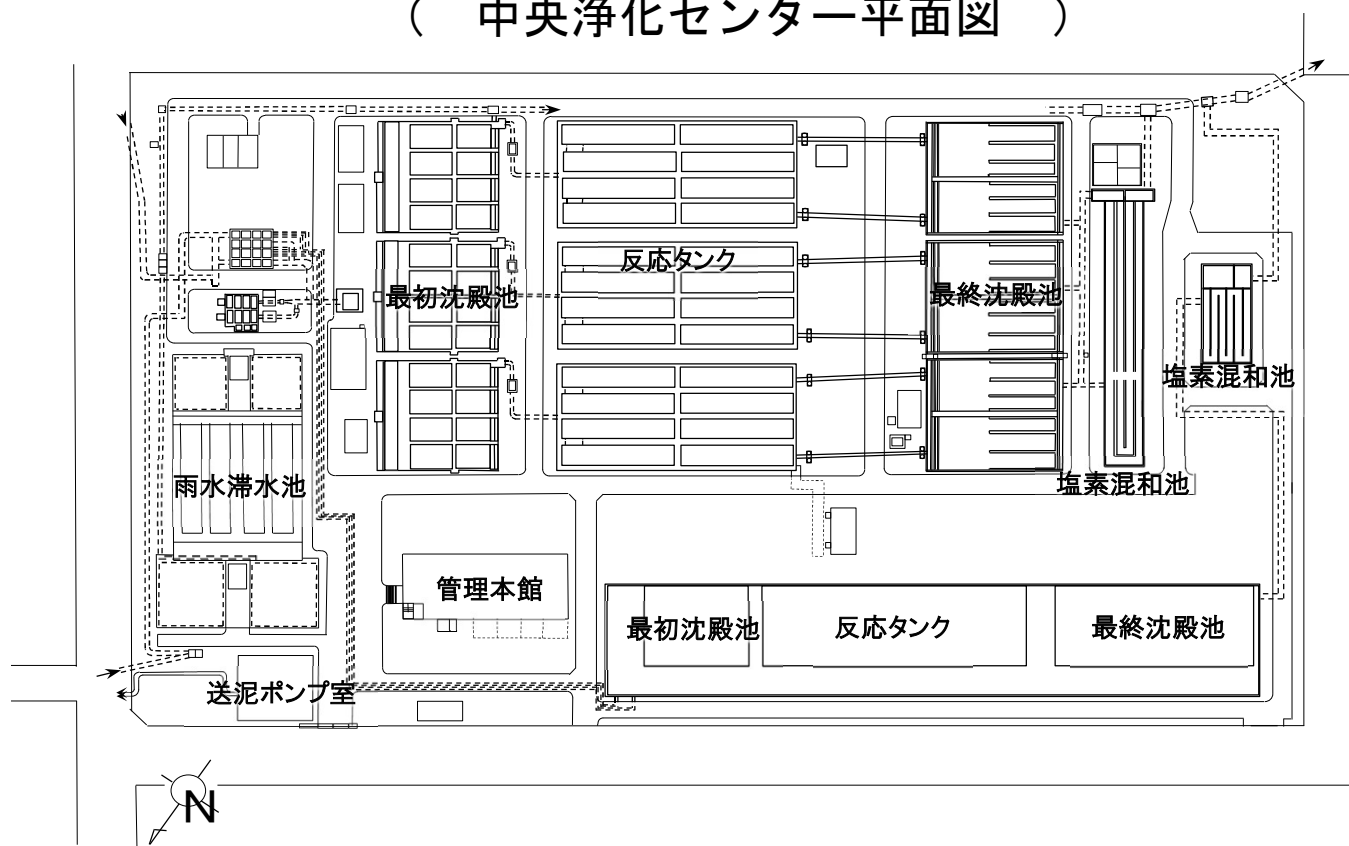 （　中央浄化センター平面図　）
反応タンク
最初沈殿池
最終沈殿池
塩素混和池
雨水滞水池
塩素混和池
管理本館
最初沈殿池
反応タンク
最終沈殿池
送泥ポンプ室
N